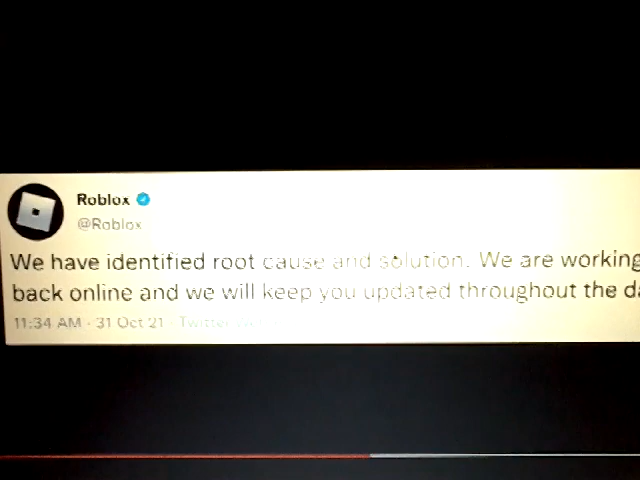 Roblox
@Roblox
We have identified root cause and solution. We are working
back online and we will keep you updated throughout the
11:34 AM · 31 Oct 21 · Twitter